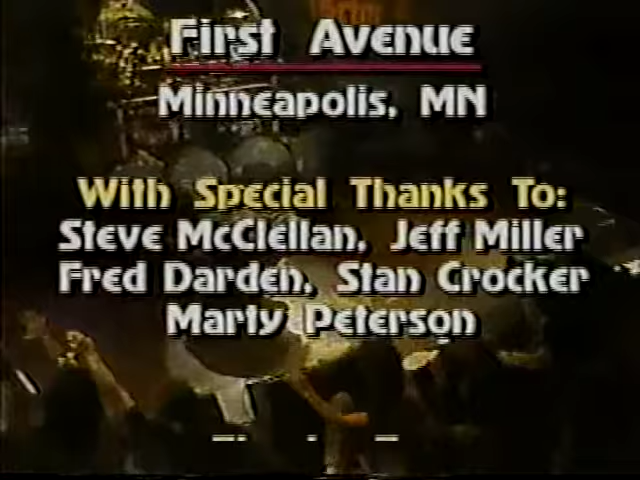 First Avenue
Minneapolis, MN
With Special Thanks To:
Steve McClellan, Jeff Miller
Fred Darden, Stan Crocker
Marty Peterson